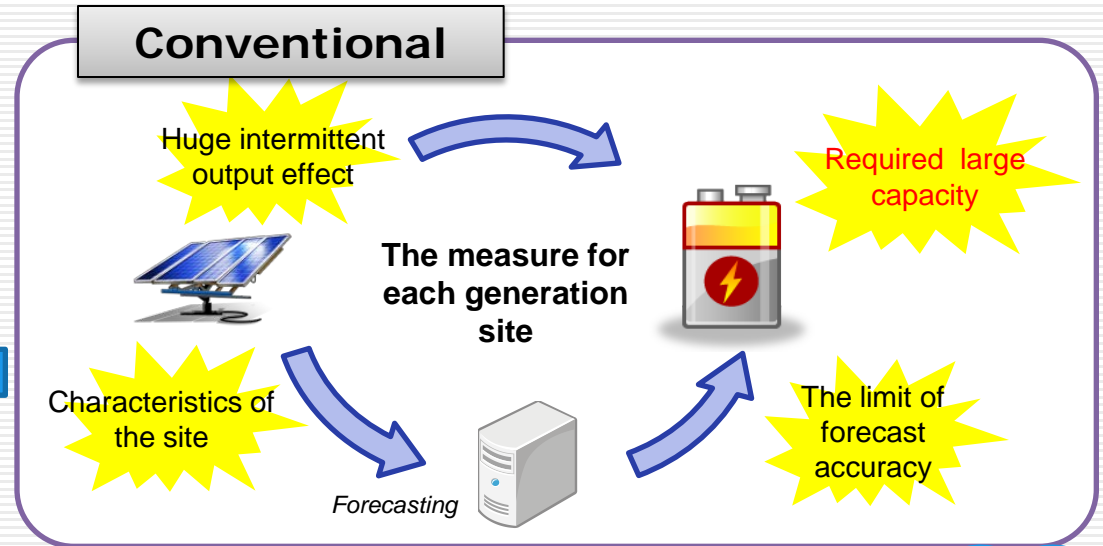 Conventional
Huge intermittent
output effect
Required large
capacity
The measure for
each generation
site
Characteristics of
the site
The limit of
forecast
accuracy
Forecasting